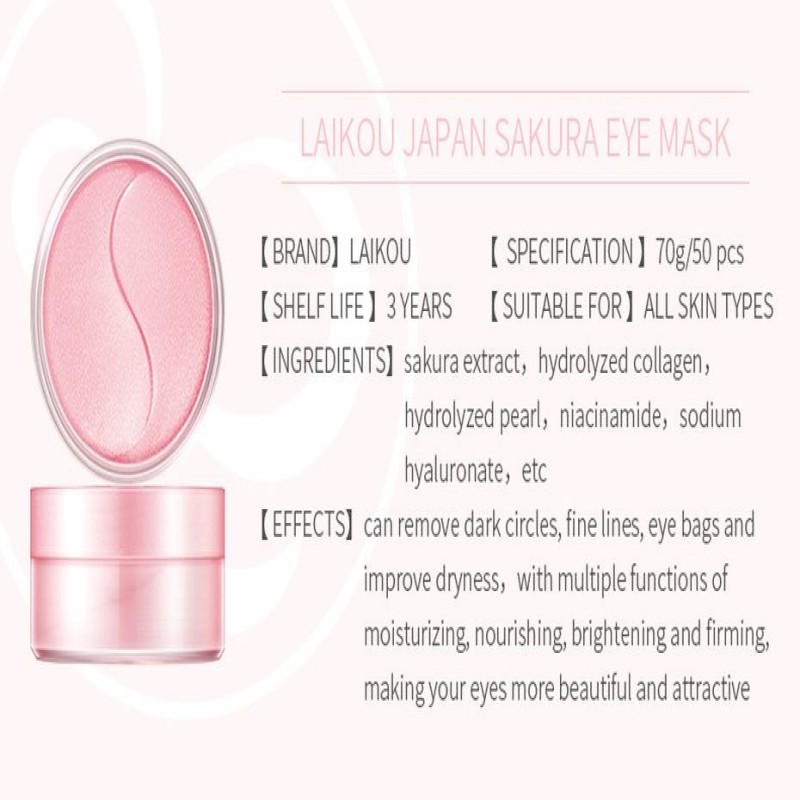 LAIKOU JAPAN SAKURA EYE MASK
【BRAND】LAIKOU 【 SPECIFICATION】70g/50 pcs
【SHELF LIFE】3 YEARS 【SUITABLE FOR】ALL SKIN TYPES
【INGREDIENTS】sakura extract，hydrolyzed collagen，
hydrolyzed pearl，niacinamide，sodium
hyaluronate，etc
【EFFECTS】can remove dark circles, fine lines, eye bags and
improve dryness，with multiple functions of
moisturizing, nourishing, brightening and firming,
making your eyes more beautiful and attractive